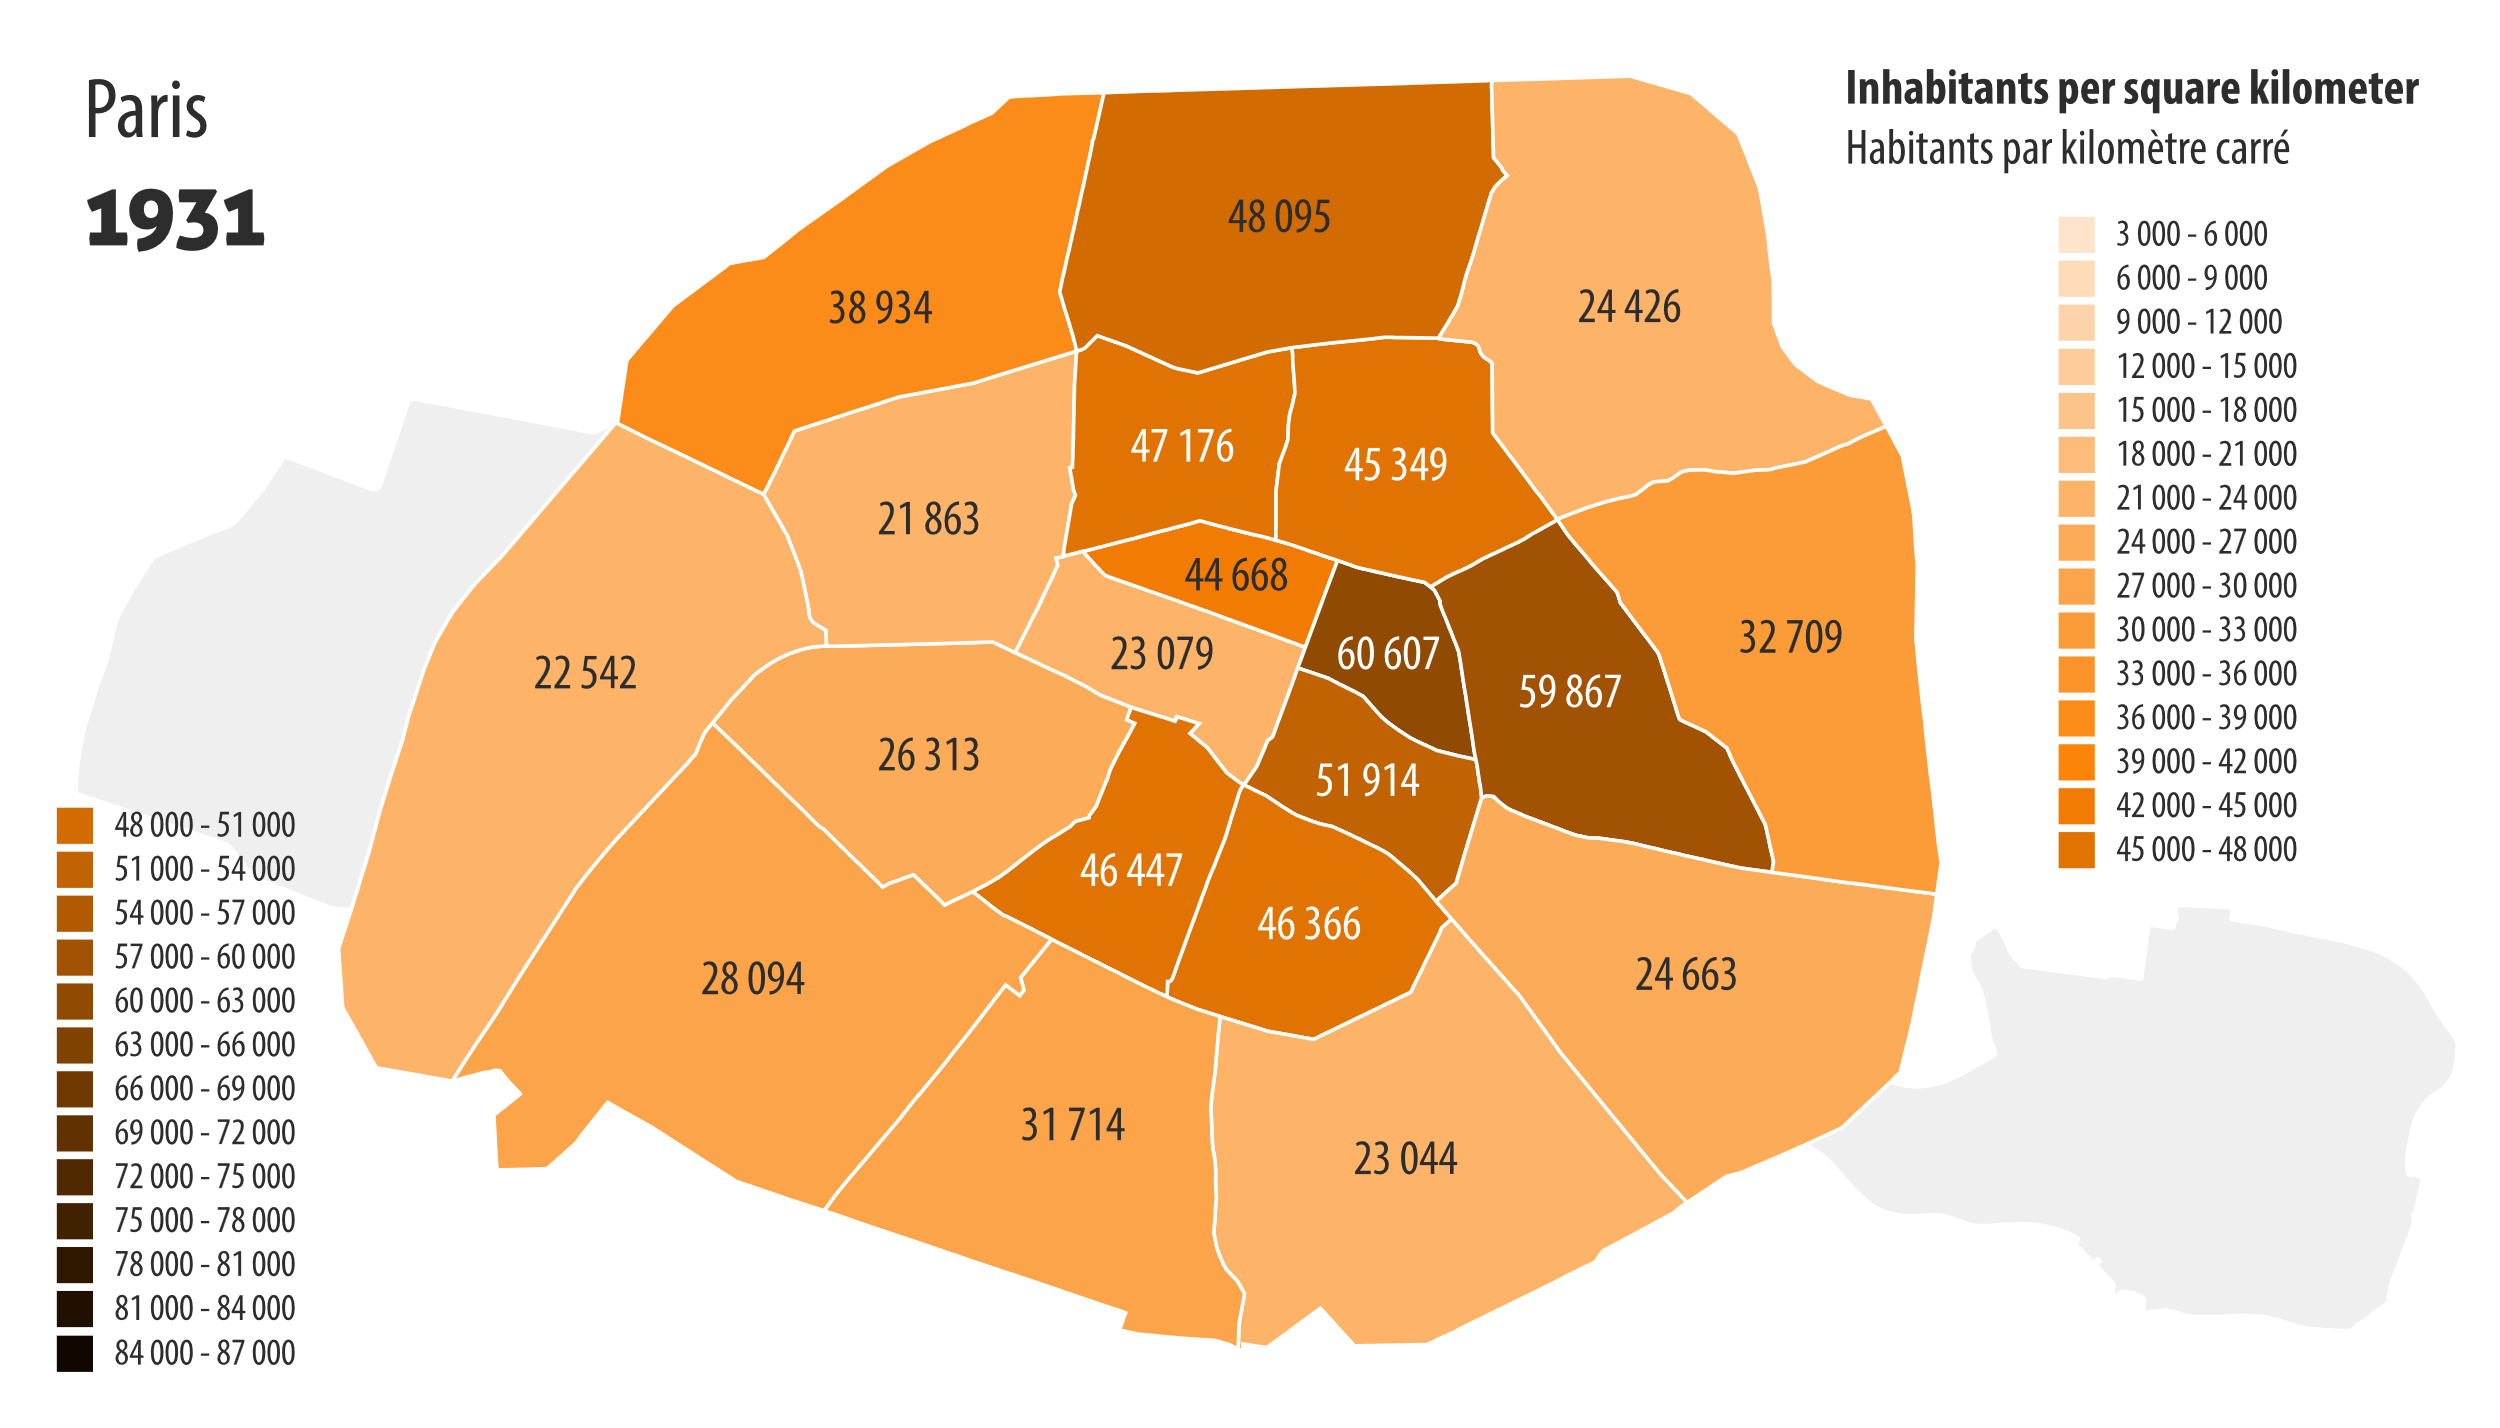 Paris
1931
Inhabitants per square kilometer
Habitants par kilomètre carré
3 000 - 6 000
6 000 - 9 000
9 000 - 12 000
12 000 - 15 000
15 000 - 18 000
18 000 - 21 000
21 000 - 24 000
24 000 - 27 000
27 000 - 30 000
30 000 - 33 000
33 000 - 36 000
36 000 - 39 000
39 000 - 42 000
42 000 - 45 000
45 000 - 48 000
48 000 - 51 000
51 000 - 54 000
54 000 - 57 000
57 000 - 60 000
60 000 - 63 000
63 000 - 66 000
66 000 - 69 000
69 000 - 72 000
72 000 - 75 000
75 000 - 78 000
78 000 - 81 000
81 000 - 84 000
84 000 - 87 000
48 095
38 934
24 426
47 176
45 349
21 863
44 668
23 079
60 607
32 709
22 542
59 867
26 313
51 914
46 447
46 366
28 094
24 663
31 714
23 044